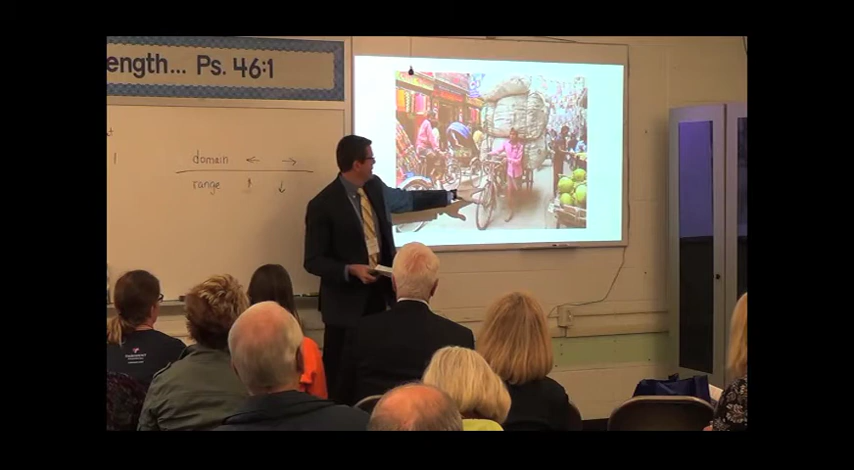 ength... Ps. 46:1
domain ← →
range ↑ ↓